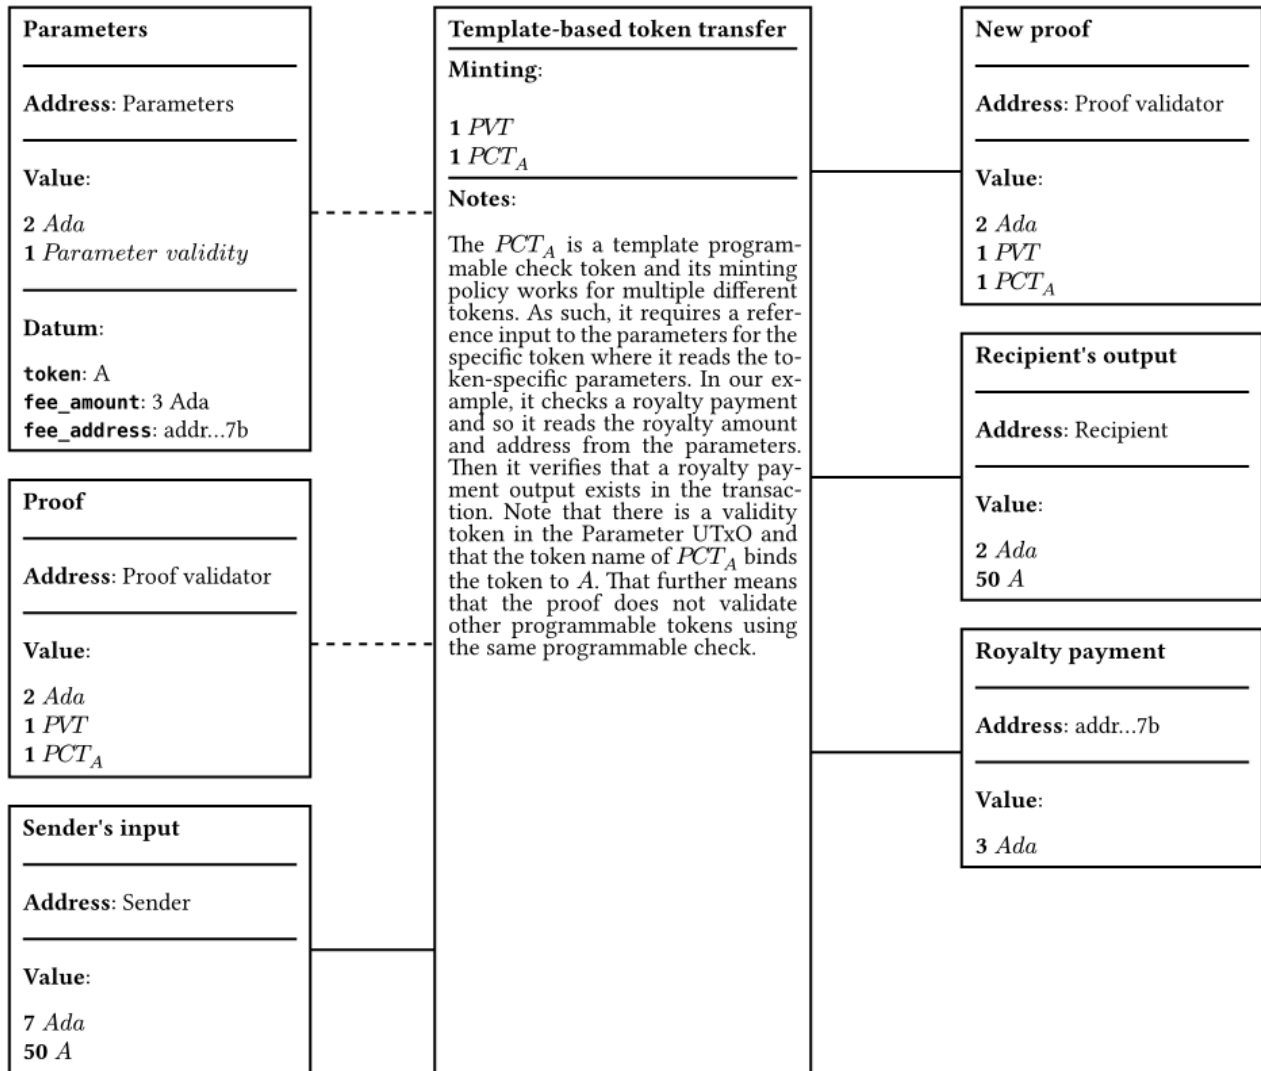 Parameters
Address: Parameters
Value:
2 Ada
1 Parameter validity
Datum:
token: A
fee_amount: 3 Ada
fee_address: addr...7b
Proof
Address: Proof validator
Value:
2 Ada
1 PVT
1 PCT_A
Sender's input
Address: Sender
Value:
7 Ada
50 A
Template-based token transfer
Minting:
1 PVT
1 PCT_A
Notes:
The PCT_A is a template program-
mable check token and its minting
policy works for multiple different
tokens. As such, it requires a refer-
ence input to the parameters for the
specific token where it reads the to-
ken-specific parameters. In our ex-
ample, it checks a royalty payment
and so it reads the royalty amount
and address from the parameters.
Then it verifies that a royalty pay-
ment output exists in the transac-
tion. Note that there is a validity
token in the Parameter UTxO and
that the token name of PCT_A binds
the token to A. That further means
that the proof does not validate
other programmable tokens using
the same programmable check.
New proof
Address: Proof validator
Value:
2 Ada
1 PVT
1 PCT_A
Recipient's output
Address: Recipient
Value:
2 Ada
50 A
Royalty payment
Address: addr...7b
Value:
3 Ada